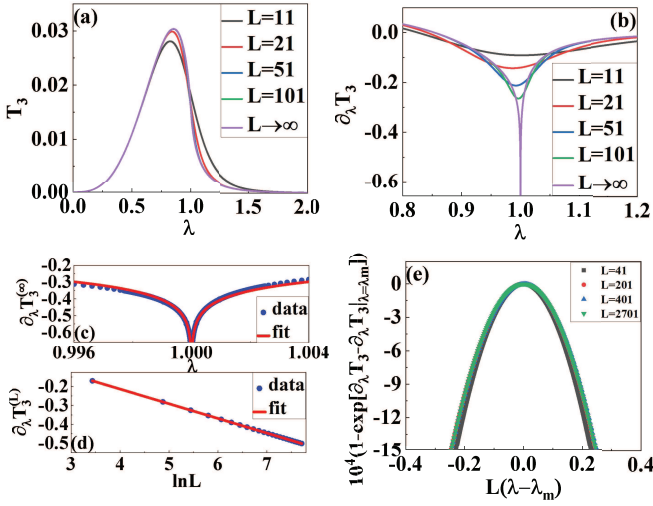 (a)
L=11
L=21
L=51
L=101
L→∞
T₃
0.03
0.02
0.01
0.00
0.0 0.5 1.0 1.5 2.0
λ
(b)
L=11
L=21
L=51
L=101
L→∞
∂λT₃
0.0
-0.2
-0.4
-0.6
0.8 0.9 1.0 1.1 1.2
λ
∂λT₃^(∞)
-0.2
-0.3
-0.4
-0.5
-0.6
(c)
data
fit
0.996 1.000 1.004
λ
∂λT₃^(L)
-0.2
-0.3
-0.4
-0.5
(d)
data
fit
3 4 5 6 7
lnL
(e)
L=41
L=201
L=401
L=2701
10⁴(1-exp[∂λT₃-∂λT₃|λ=λm])
0
-3
-6
-9
-12
-15
-0.4 -0.2 0.0 0.2 0.4
L(λ−λm)